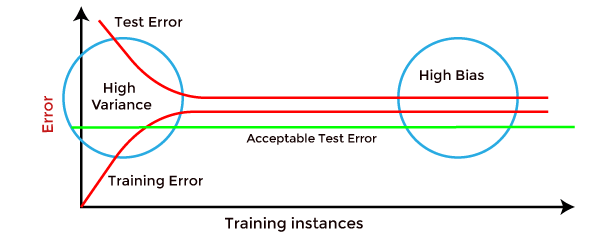 Test Error
High Bias
High
Variance
Error
Acceptable Test Error
Training Error
Training instances